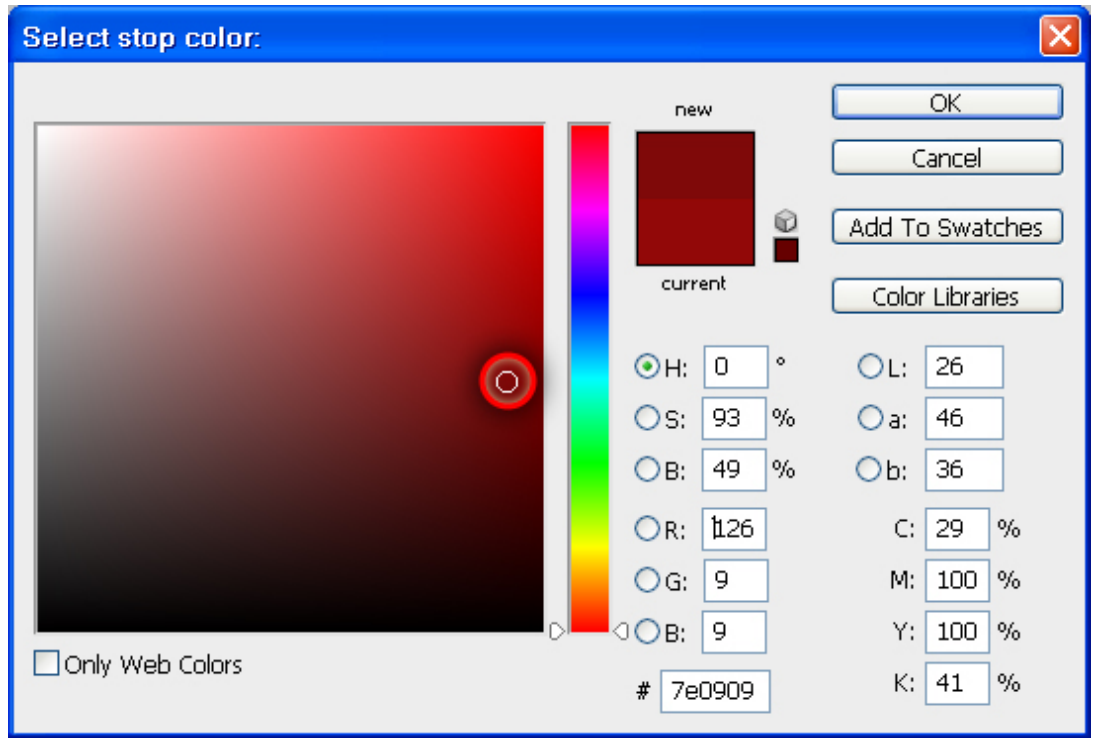 Select stop color:
new
current
OK
Cancel
Add To Swatches
Color Libraries
H: 0 °
S: 93 %
B: 49 %
R: 126
G: 9
B: 9
# 7e0909
L: 26
a: 46
b: 36
C: 29 %
M: 100 %
Y: 100 %
K: 41 %
Only Web Colors